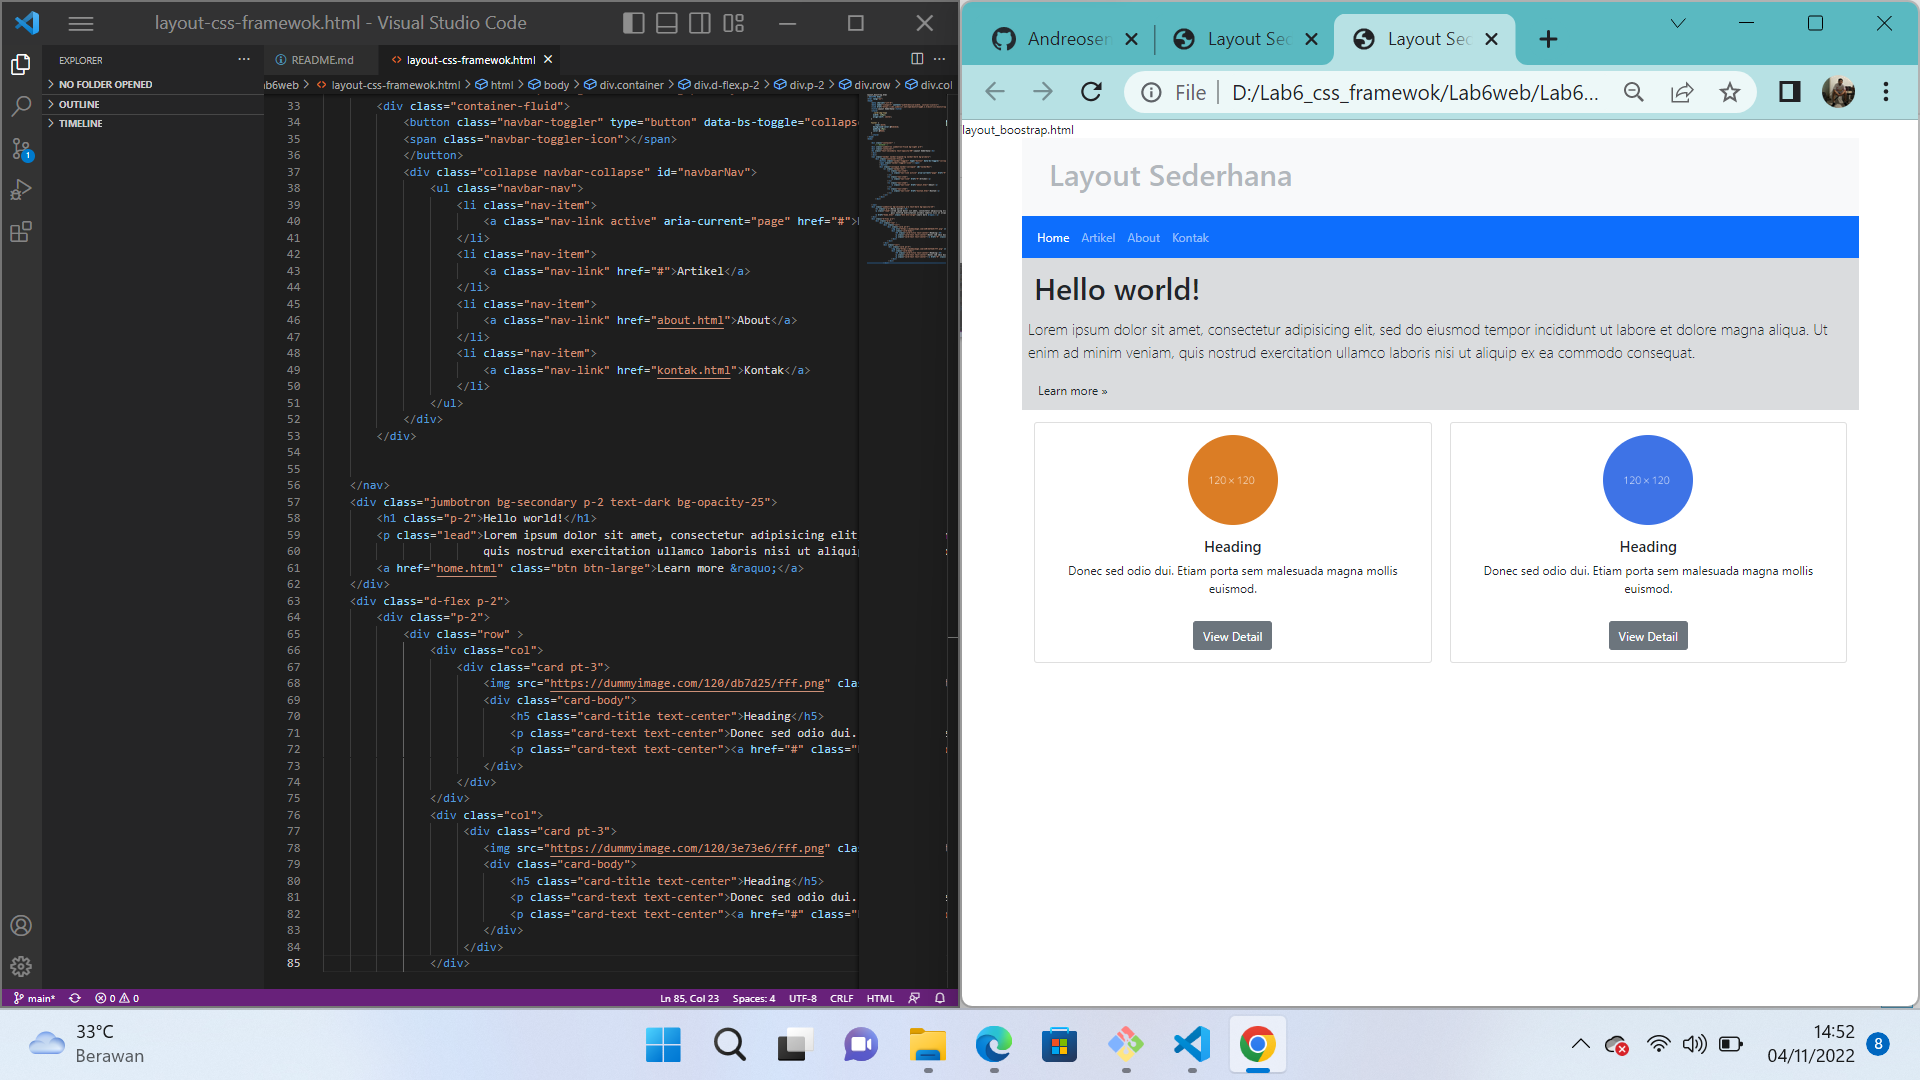 layout-css-framewok.html - Visual Studio Code
EXPLORER
NO FOLDER OPENED
OUTLINE
TIMELINE
1
README.md
layout-css-framewok.html
ab6web > layout-css-framewok.html > html > body > div.container > div.d-flex.p-2 > div.p-2 > div.row > div.col
33 <div class="container-fluid">
34 <button class="navbar-toggler" type="button" data-bs-toggle="collaps
35 <span class="navbar-toggler-icon"></span>
36 </button>
37 <div class="collapse navbar-collapse" id="navbarNav">
38 <ul class="navbar-nav">
39 <li class="nav-item">
40 <a class="nav-link active" aria-current="page" href="#">
41 </li>
42 <li class="nav-item">
43 <a class="nav-link" href="#">Artikel</a>
44 </li>
45 <li class="nav-item">
46 <a class="nav-link" href="about.html">About</a>
47 </li>
48 <li class="nav-item">
49 <a class="nav-link" href="kontak.html">Kontak</a>
50 </li>
51 </ul>
52 </div>
53 </div>
54
55
56 </nav>
57 <div class="jumbotron bg-secondary p-2 text-dark bg-opacity-25">
58 <h1 class="p-2">Hello world!</h1>
59 <p class="lead">Lorem ipsum dolor sit amet, consectetur adipisicing elit
60 quis nostrud exercitation ullamco laboris nisi ut aliqui
61 <a href="home.html" class="btn btn-large">Learn more &raquo;</a>
62 </div>
63 <div class="d-flex p-2">
64 <div class="p-2">
65 <div class="row" >
66 <div class="col">
67 <div class="card pt-3">
68 <img src="https://dummyimage.com/120/db7d25/fff.png" clas
69 <div class="card-body">
70 <h5 class="card-title text-center">Heading</h5>
71 <p class="card-text text-center">Donec sed odio dui.
72 <p class="card-text text-center"><a href="#" class="
73 </div>
74 </div>
75 </div>
76 <div class="col">
77 <div class="card pt-3">
78 <img src="https://dummyimage.com/120/3e73e6/fff.png" clas
79 <div class="card-body">
80 <h5 class="card-title text-center">Heading</h5>
81 <p class="card-text text-center">Donec sed odio dui.
82 <p class="card-text text-center"><a href="#" class="
83 </div>
84 </div>
85 </div>
main* 0 0 Ln 85, Col 23 Spaces: 4 UTF-8 CRLF HTML
Andreosen
Layout Sed
Layout Sed
File D:/Lab6_css_framewok/Lab6web/Lab6...
layout_boostrap.html
Layout Sederhana
Home Artikel About Kontak
Hello world!
Lorem ipsum dolor sit amet, consectetur adipisicing elit, sed do eiusmod tempor incididunt ut labore et dolore magna aliqua. Ut
enim ad minim veniam, quis nostrud exercitation ullamco laboris nisi ut aliquip ex ea commodo consequat.
Learn more »
120 × 120
Heading
Donec sed odio dui. Etiam porta sem malesuada magna mollis
euismod.
View Detail
120 × 120
Heading
Donec sed odio dui. Etiam porta sem malesuada magna mollis
euismod.
View Detail
33°C
Berawan
14:52
04/11/2022
8